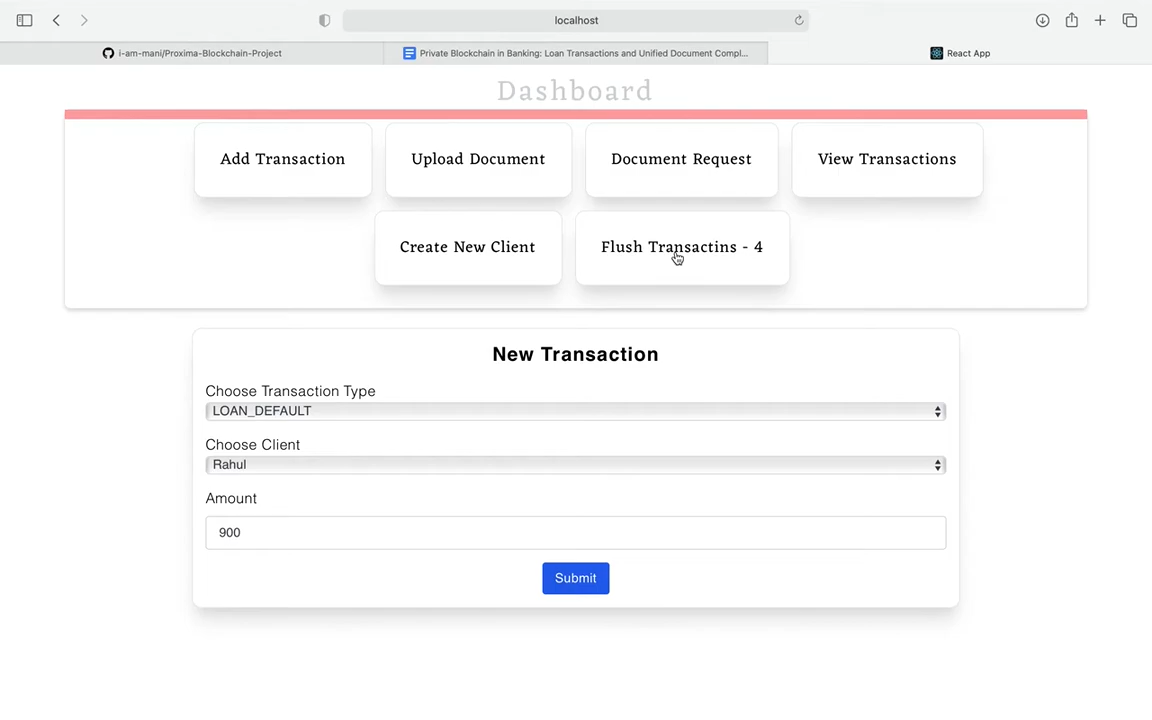 localhost
i-am-mani/Proxima-Blockchain-Project
Private Blockchain in Banking: Loan Transactions and Unified Document Compl...
React App
Dashboard
Add Transaction
Upload Document
Document Request
View Transactions
Create New Client
Flush Transactins - 4
New Transaction
Choose Transaction Type
LOAN_DEFAULT
Choose Client
Rahul
Amount
900
Submit